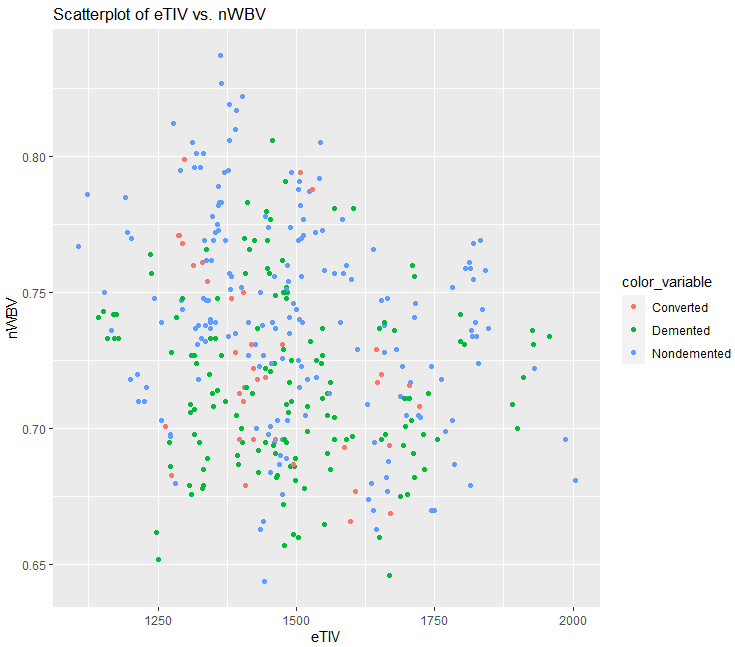 Scatterplot of eTIV vs. nWBV
nWBV
0.80
0.75
0.70
0.65
1250
1500
1750
2000
eTIV
color_variable
Converted
Demented
Nondemented